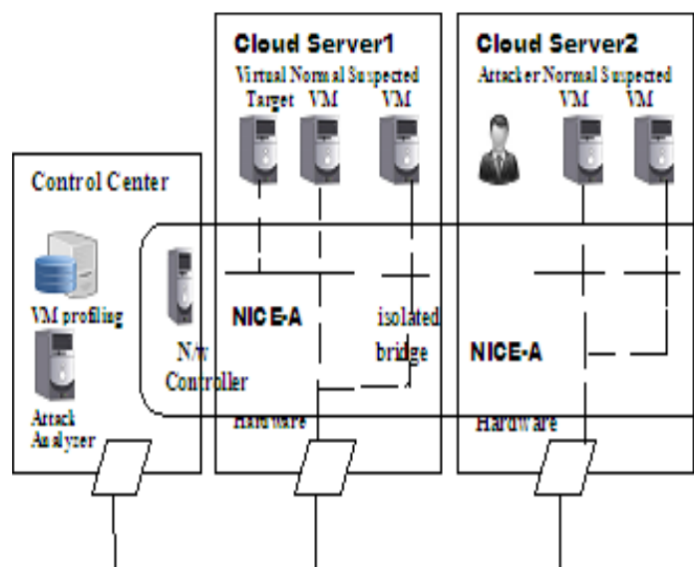 Cloud Server1
Virtual Normal Suspected
Target VM VM
Cloud Server2
Attacker Normal Suspected
VM VM
Control Center
VM profiling
N/w
Controller
Attack
Analyzer
NICE-A
isolated
bridge
Hardware
NICE-A
Hardware